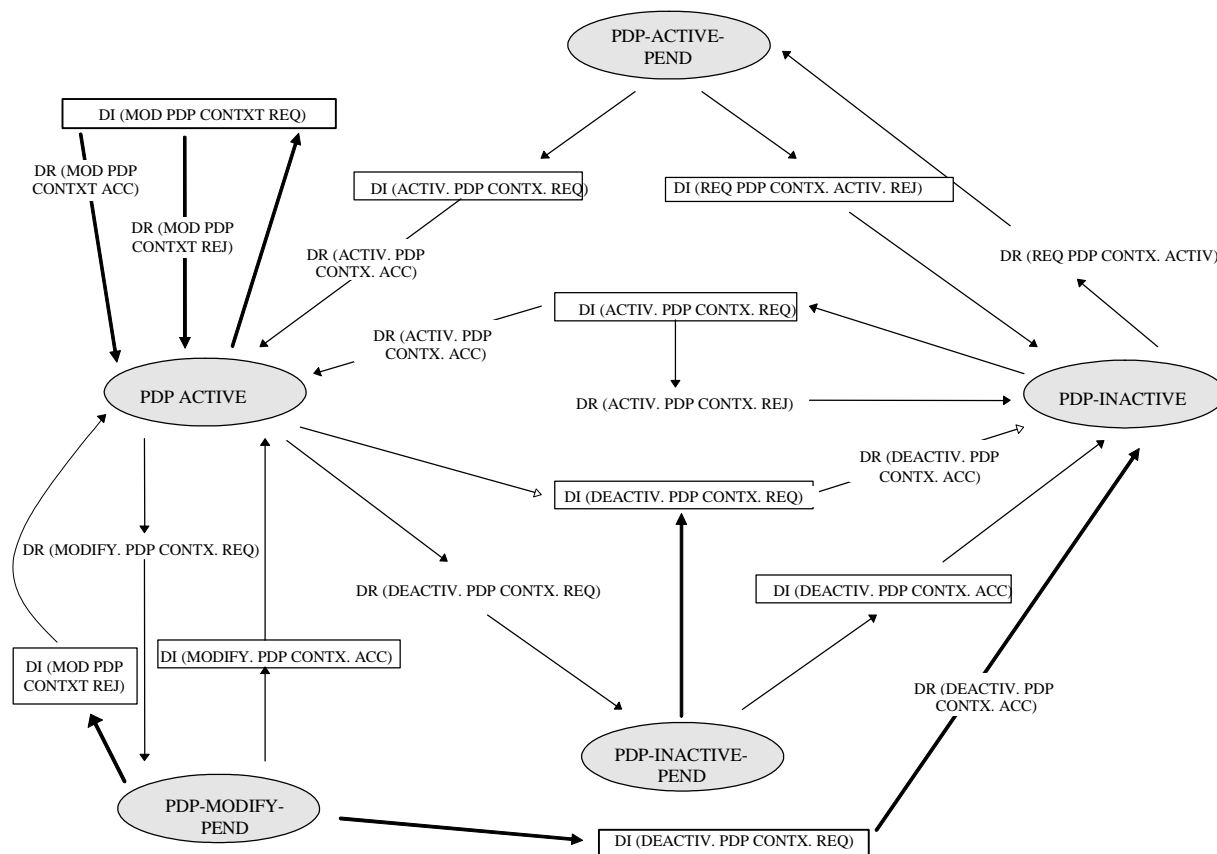 PDP-ACTIVE-
PEND
DI (MOD PDP CONTXT REQ)
DR (MOD PDP
CONTXT ACC)
DI (ACTIV. PDP CONTX. REQ)
DI (REQ PDP CONTX. ACTIV. REJ)
DR (MOD PDP
CONTXT REJ)
DR (ACTIV. PDP
CONTX. ACC)
DR (REQ PDP CONTX. ACTIV)
DI (ACTIV. PDP CONTX. REQ)
DR (ACTIV. PDP
CONTX. ACC)
PDP ACTIVE
DR (ACTIV. PDP CONTX. REJ)
PDP-INACTIVE
DR (DEACTIV. PDP
CONTX. ACC)
DI (DEACTIV. PDP CONTX. REQ)
DR (MODIFY. PDP CONTX. REQ)
DR (DEACTIV. PDP CONTX. REQ)
DI (DEACTIV. PDP CONTX. ACC)
DI (MOD PDP
CONTXT REJ)
DI (MODIFY. PDP CONTX. ACC)
DR (DEACTIV. PDP
CONTX. ACC)
PDP-INACTIVE-
PEND
PDP-MODIFY-
PEND
DI (DEACTIV. PDP CONTX. REQ)